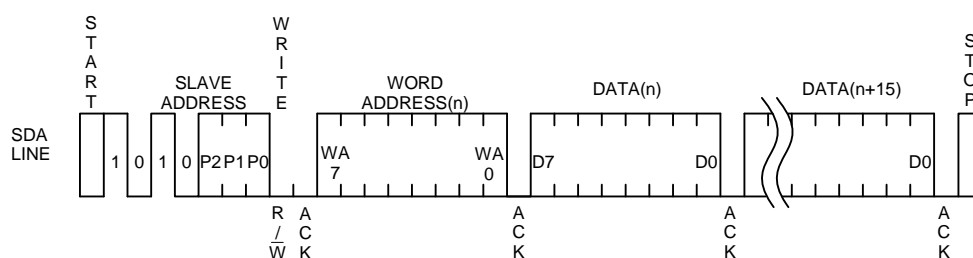 START
WRITE
STOP
SLAVE
ADDRESS
WORD
ADDRESS(n)
DATA(n)
DATA(n+15)
SDA
LINE
1 0 1 0 P2 P1 P0
WA
7
WA
0
D7
D0
D0
R/W̅
ACK
ACK
ACK
ACK